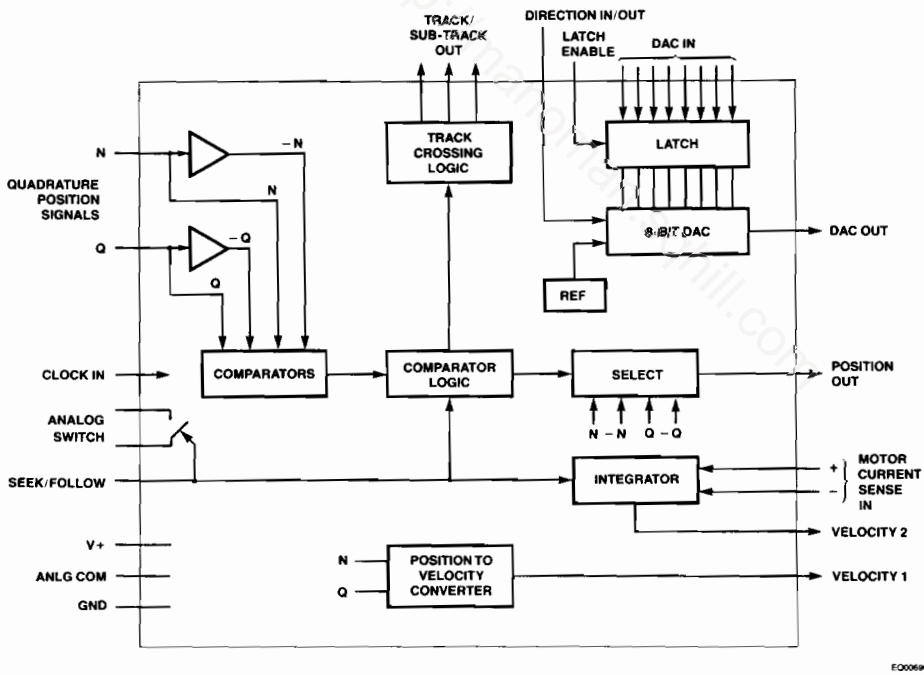 TRACK/
SUB-TRACK
OUT
DIRECTION IN/OUT
LATCH
ENABLE
DAC IN
TRACK
CROSSING
LOGIC
LATCH
N
-N
N
QUADRATURE
POSITION
SIGNALS
Q
-Q
Q
8-BIT DAC
DAC OUT
REF
CLOCK IN
COMPARATORS
COMPARATOR
LOGIC
SELECT
POSITION
OUT
N -N Q -Q
ANALOG
SWITCH
SEEK/FOLLOW
INTEGRATOR
+
-
MOTOR
CURRENT
SENSE
IN
VELOCITY 2
V+
ANLG COM
GND
N
Q
POSITION TO
VELOCITY
CONVERTER
VELOCITY 1